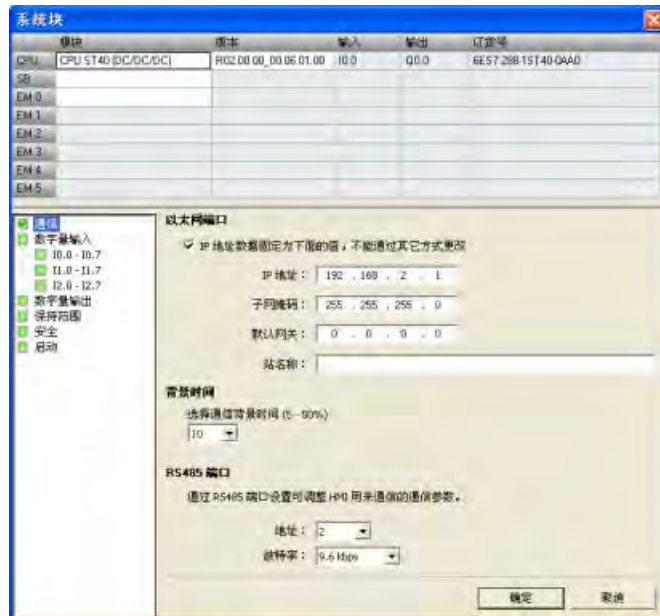 系统块
模块 版本 输入 输出 订货号
CPU CPU ST40 (DC/DC/DC) R02.00.00_00.06.01.00 I0.0 Q0.0 6ES7 288-1ST40-0AA0
SB
EM 0
EM 1
EM 2
EM 3
EM 4
EM 5
通信
数字量输入
I0.0 - I0.7
I1.0 - I1.7
I2.0 - I2.7
数字量输出
保持范围
安全
启动
以太网端口
IP 地址数据固定为下面的值，不能通过其它方式更改
IP 地址： 192 . 168 . 2 . 1
子网掩码： 255 . 255 . 255 . 0
默认网关： 0 . 0 . 0 . 0
站名称：
背景时间
选择通信背景时间 (5 - 50%)
10
RS485 端口
通过 RS485 端口设置可调整 HMI 用来通信的通信参数。
地址： 2
波特率： 9.6 kbps
确定 取消